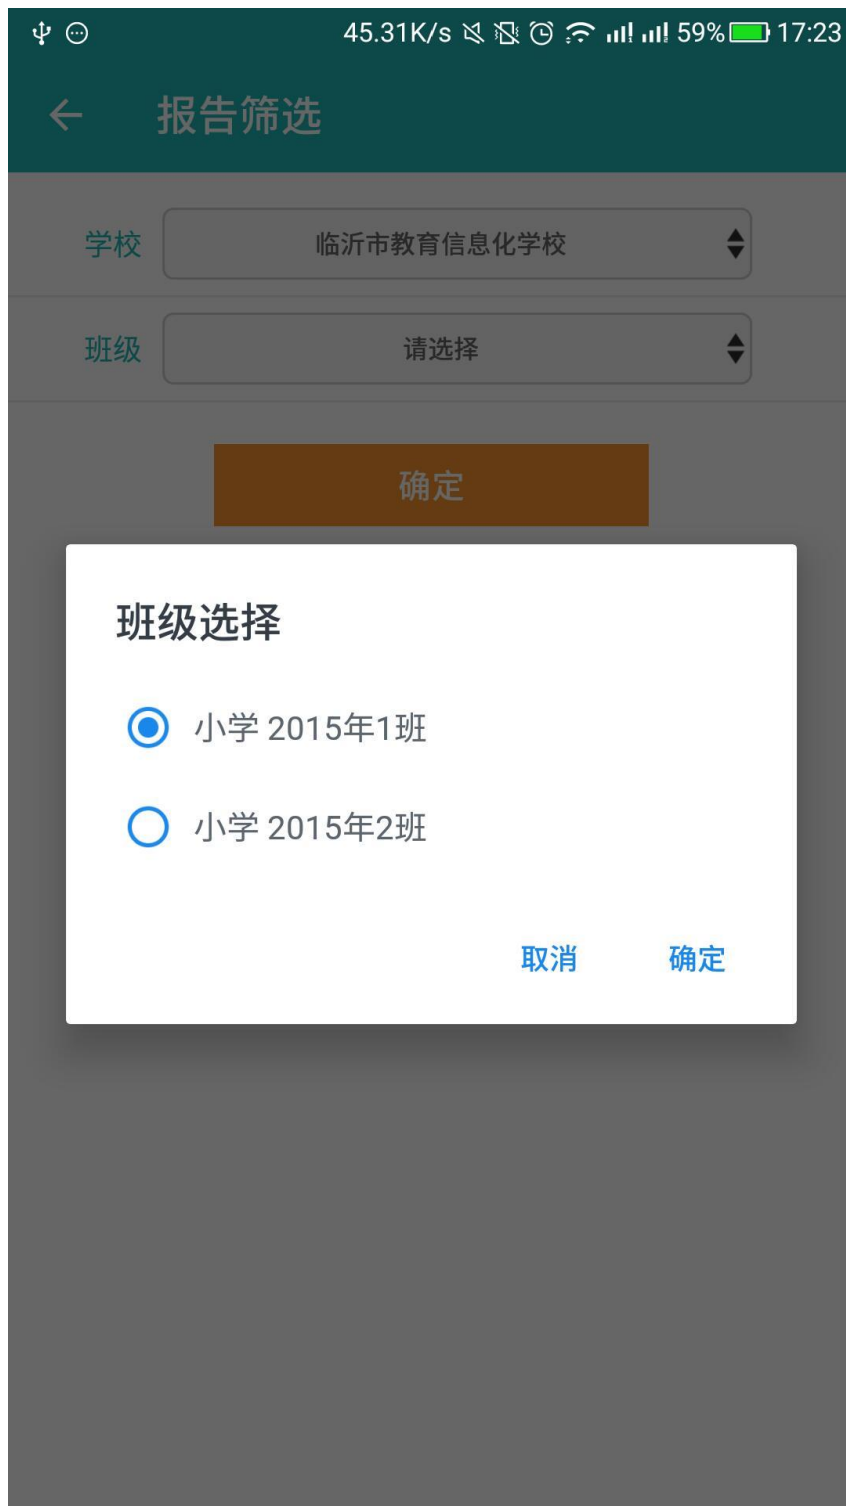 45.31K/s 59% 17:23
报告筛选
学校 临沂市教育信息化学校
班级 请选择
确定
班级选择
小学 2015年1班
小学 2015年2班
取消 确定